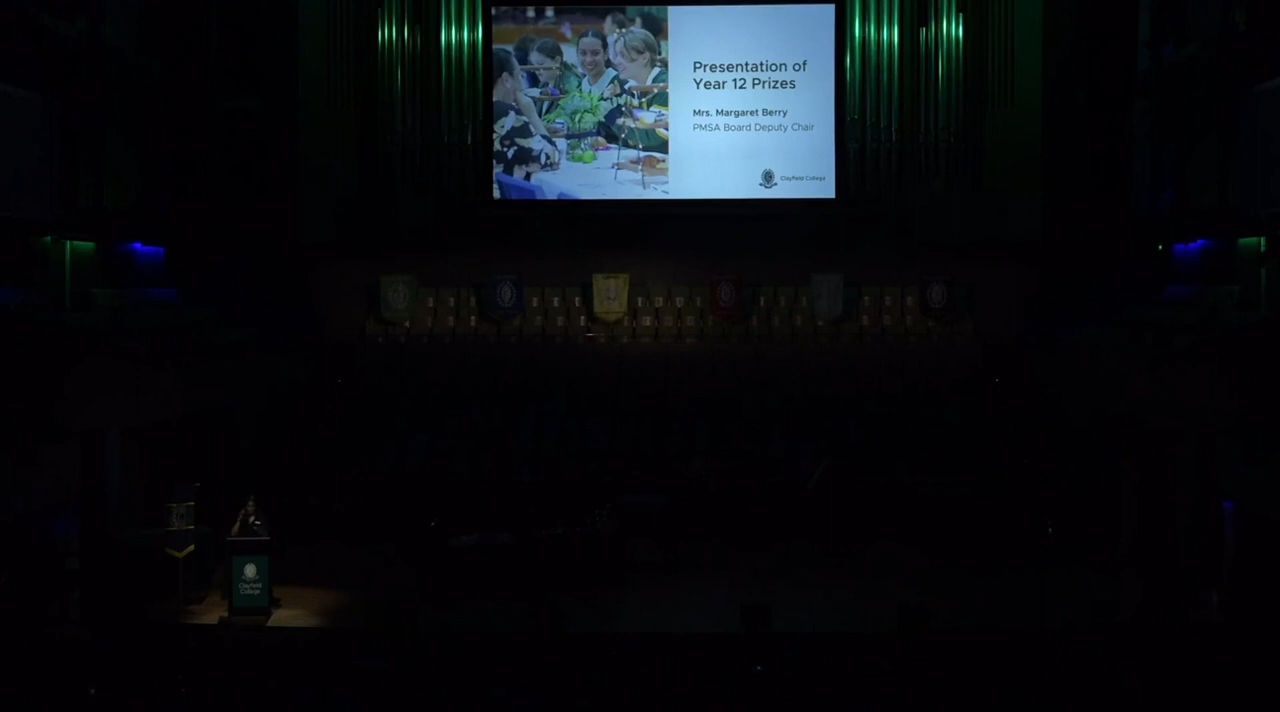 Presentation of
Year 12 Prizes
Mrs. Margaret Berry
PMSA Board Deputy Chair
Clayfield College
Clayfield
College